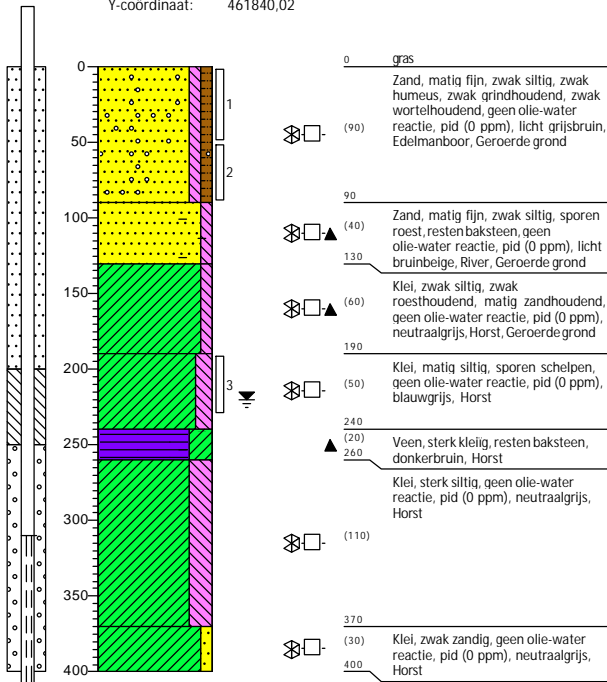 Y-coördinaat: 461840,02
0
50
100
150
200
250
300
350
400
1
2
3
0 gras
(90)
Zand, matig fijn, zwak siltig, zwak
humeus, zwak grindhoudend, zwak
wortelhoudend, geen olie-water
reactie, pid (0 ppm), licht grijsbruin,
Edelmanboor, Geroerde grond
90
(40)
Zand, matig fijn, zwak siltig, sporen
roest, resten baksteen, geen
olie-water reactie, pid (0 ppm), licht
bruinbeige, River, Geroerde grond
130
(60)
Klei, zwak siltig, zwak
roesthoudend, matig zandhoudend,
geen olie-water reactie, pid (0 ppm),
neutraalgrijs, Horst, Geroerde grond
190
(50)
Klei, matig siltig, sporen schelpen,
geen olie-water reactie, pid (0 ppm),
blauwgrijs, Horst
240
(20)
Veen, sterk kleiïg, resten baksteen,
donkerbruin, Horst
260
(110)
Klei, sterk siltig, geen olie-water
reactie, pid (0 ppm), neutraalgrijs,
Horst
370
(30)
Klei, zwak zandig, geen olie-water
reactie, pid (0 ppm), neutraalgrijs,
Horst
400